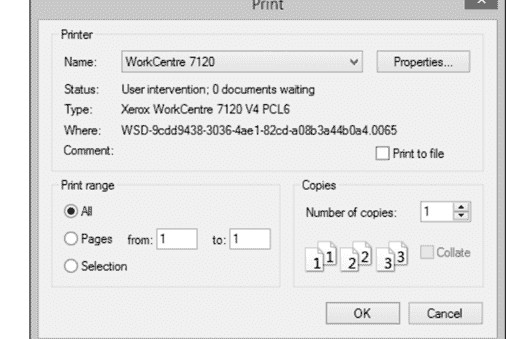 Print
Printer
Name: WorkCentre 7120 Properties...
Status: User intervention; 0 documents waiting
Type: Xerox WorkCentre 7120 V4 PCL6
Where: WSD-9cdd9438-3036-4ae1-82cd-a08b3a44b0a4.0065
Comment: Print to file
Print range
All
Pages from: 1 to: 1
Selection
Copies
Number of copies: 1
1 1 2 2 3 3 Collate
OK Cancel